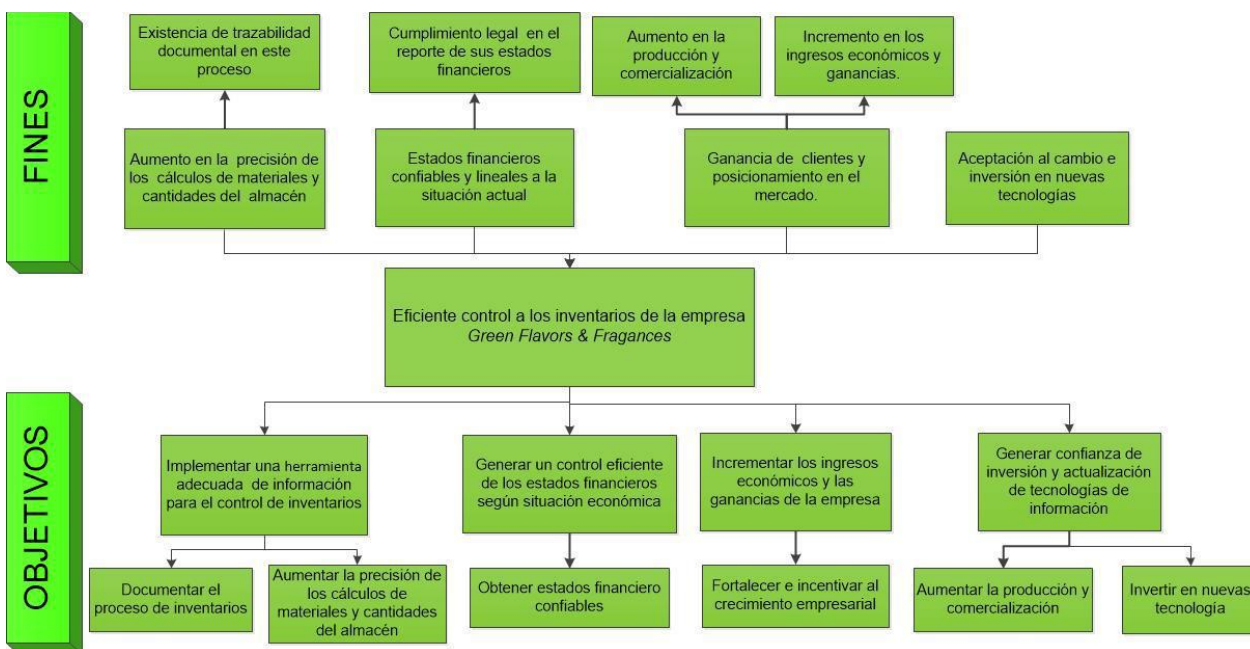 FINES
Existencia de trazabilidad
documental en este
proceso
Cumplimiento legal en el
reporte de sus estados
financieros
Aumento en la
producción y
comercialización
Incremento en los
ingresos económicos y
ganancias.
Aumento en la precisión de
los cálculos de materiales y
cantidades del almacén
Estados financieros
confiables y lineales a la
situación actual
Ganancia de clientes y
posicionamiento en el
mercado.
Aceptación al cambio e
inversión en nuevas
tecnologías
Eficiente control a los inventarios de la empresa
Green Flavors & Fragances
OBJETIVOS
Implementar una herramienta
adecuada de información
para el control de inventarios
Generar un control eficiente
de los estados financieros
según situación económica
Incrementar los ingresos
económicos y las
ganancias de la empresa
Generar confianza de
inversión y actualización
de tecnologías de
información
Documentar el
proceso de inventarios
Aumentar la precisión de
los cálculos de
materiales y cantidades
del almacén
Obtener estados financiero
confiables
Fortalecer e incentivar al
crecimiento empresarial
Aumentar la producción y
comercialización
Invertir en nuevas
tecnología